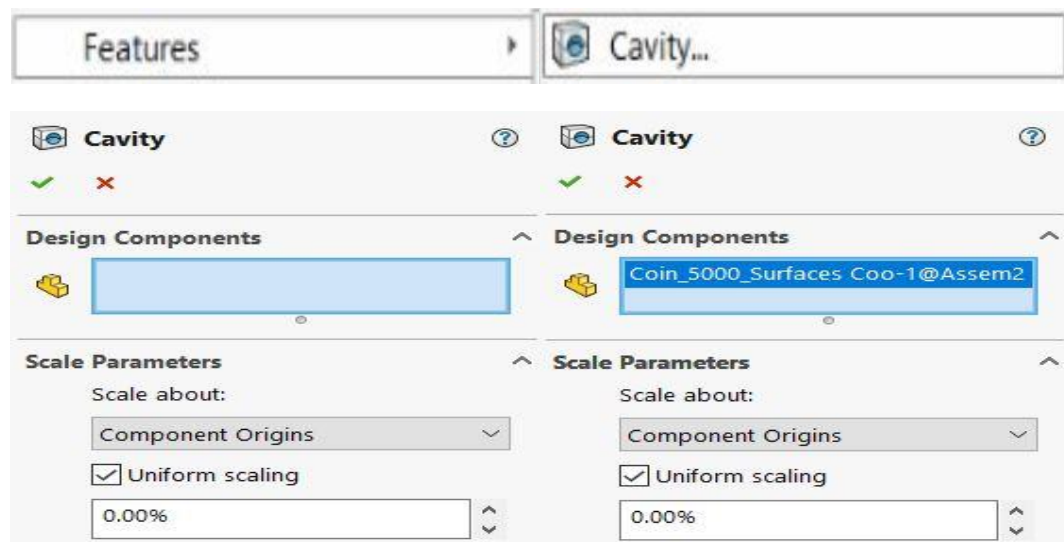 Features
Cavity...
Cavity
Design Components
Scale Parameters
Scale about:
Component Origins
Uniform scaling
0.00%
Cavity
Design Components
Coin_5000_Surfaces Coo-1@Assem2
Scale Parameters
Scale about:
Component Origins
Uniform scaling
0.00%